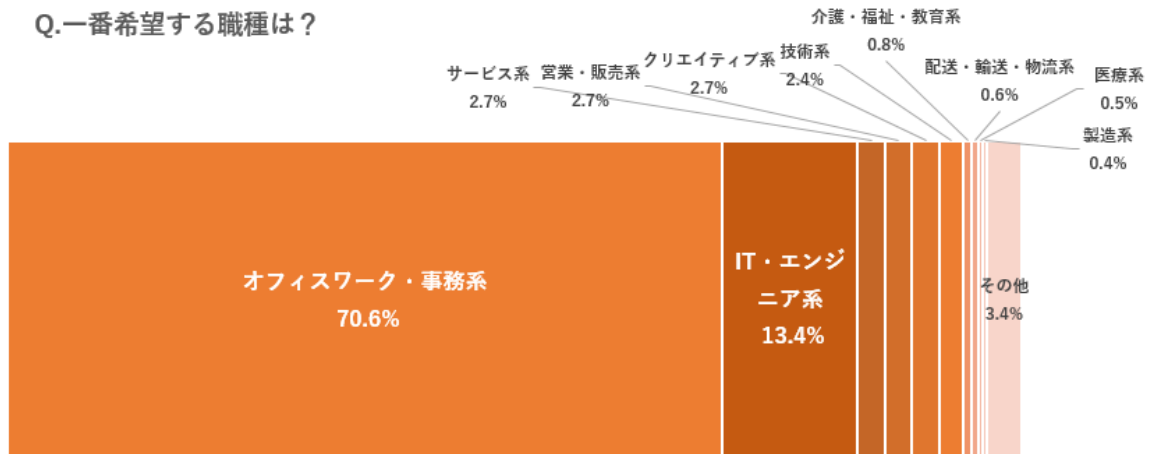 Q.一番希望する職種は？
サービス系
2.7%
営業・販売系
2.7%
クリエイティブ系
2.7%
技術系
2.4%
介護・福祉・教育系
0.8%
配送・輸送・物流系
0.6%
医療系
0.5%
製造系
0.4%
オフィスワーク・事務系
70.6%
IT・エンジ
ニア系
13.4%
その他
3.4%